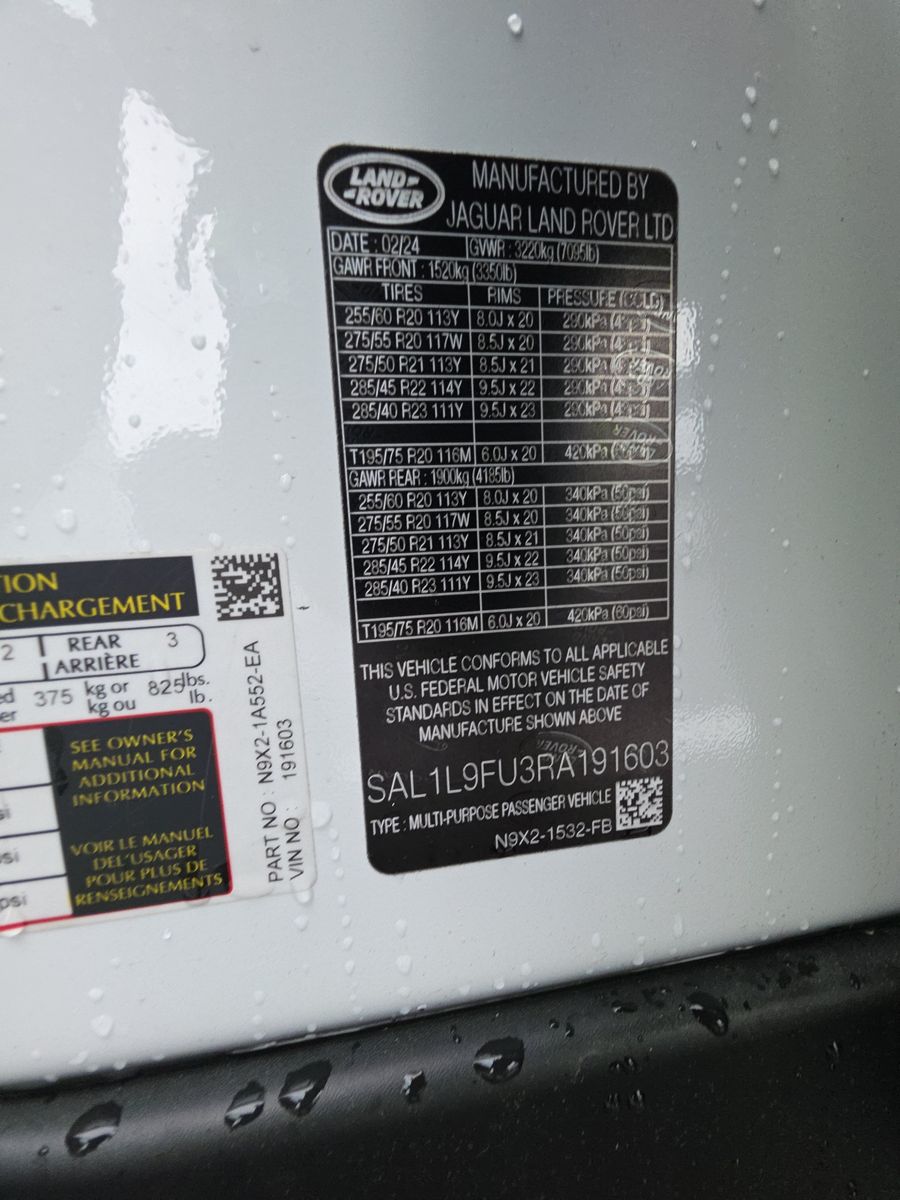 LAND-
-ROVER
MANUFACTURED BY
JAGUAR LAND ROVER LTD
DATE : 02/24 GVWR : 3220kg (7095lb)
GAWR FRONT : 1520kg (3350lb)
TIRES RIMS PRESSURE (COLD)
255/60 R20 113Y 8.0J x 20 290kPa
275/55 R20 117W 8.5J x 20 290kPa
275/50 R21 113Y 8.5J x 21 290kPa
285/45 R22 114Y 9.5J x 22 290kPa
285/40 R23 111Y 9.5J x 23 290kPa
T195/75 R20 116M 6.0J x 20 420kPa
GAWR REAR : 1900kg (4185lb)
255/60 R20 113Y 8.0J x 20 340kPa (50psi)
275/55 R20 117W 8.5J x 20 340kPa (50psi)
275/50 R21 113Y 8.5J x 21 340kPa (50psi)
285/45 R22 114Y 9.5J x 22 340kPa (50psi)
285/40 R23 111Y 9.5J x 23 340kPa (50psi)
T195/75 R20 116M 6.0J x 20 420kPa (60psi)
THIS VEHICLE CONFORMS TO ALL APPLICABLE
U.S. FEDERAL MOTOR VEHICLE SAFETY
STANDARDS IN EFFECT ON THE DATE OF
MANUFACTURE SHOWN ABOVE
SAL1L9FU3RA191603
TYPE : MULTI-PURPOSE PASSENGER VEHICLE
N9X2-1532-FB
TION
CHARGEMENT
2 REAR 3
ARRIÈRE
ed 375 kg or 825 lbs.
er kg ou lb.
SEE OWNER'S
MANUAL FOR
ADDITIONAL
INFORMATION
VOIR LE MANUEL
DEL'USAGER
POUR PLUS DE
RENSEIGNEMENTS
si
psi
PART NO : N9X2-1A552-EA
VIN NO : 191603